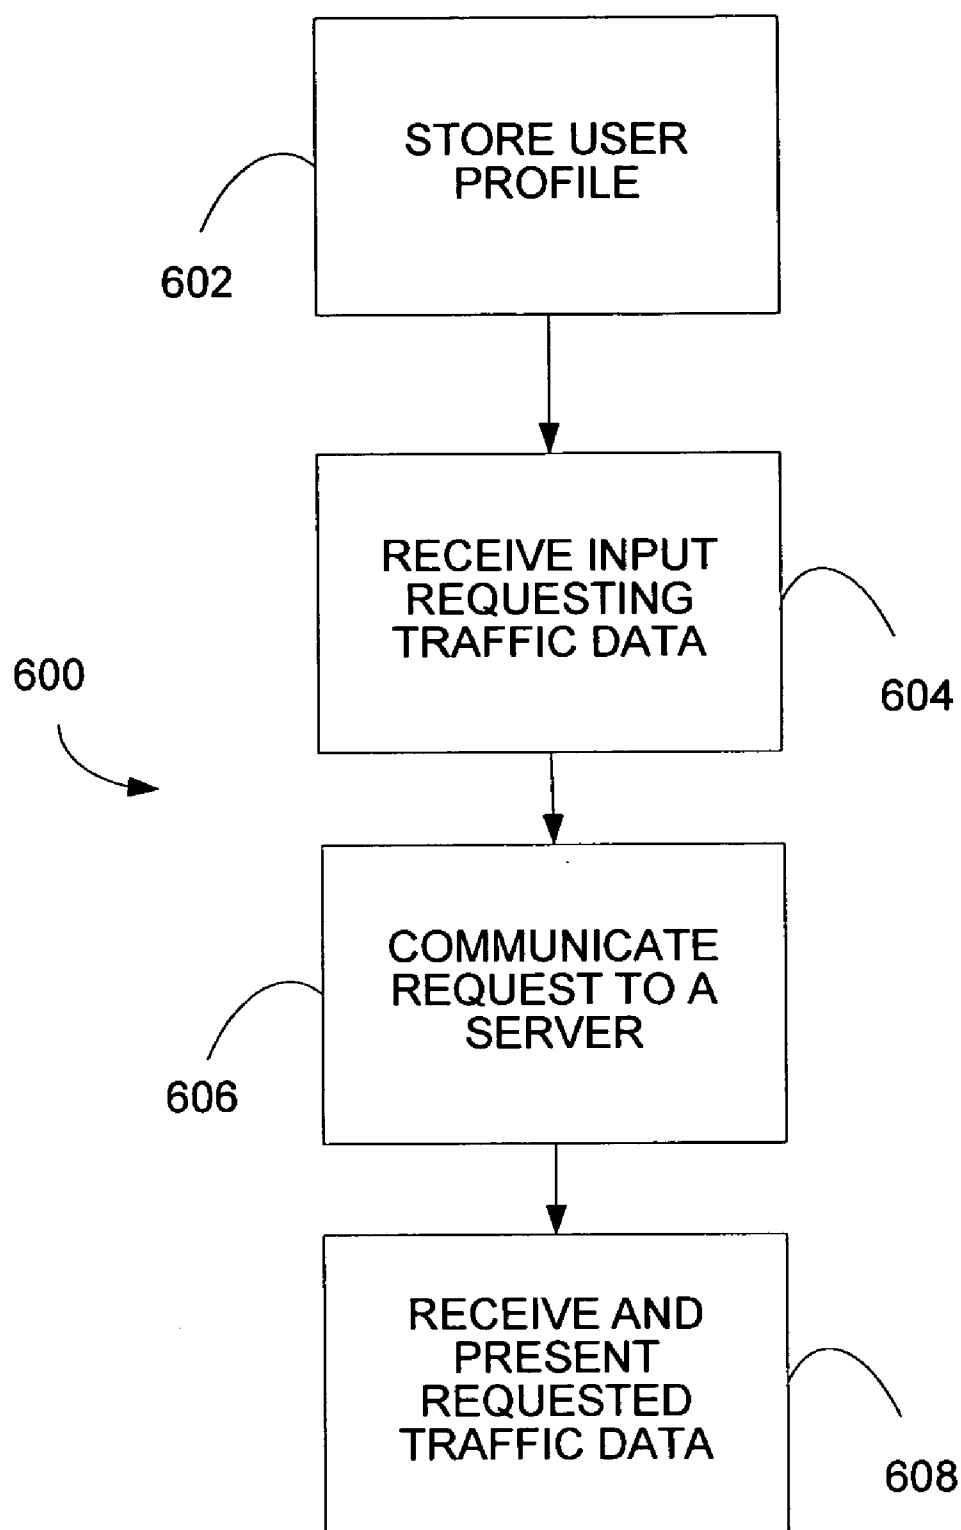 STORE USER
PROFILE
602
RECEIVE INPUT
REQUESTING
TRAFFIC DATA
600
604
COMMUNICATE
REQUEST TO A
SERVER
606
RECEIVE AND
PRESENT
REQUESTED
TRAFFIC DATA
608